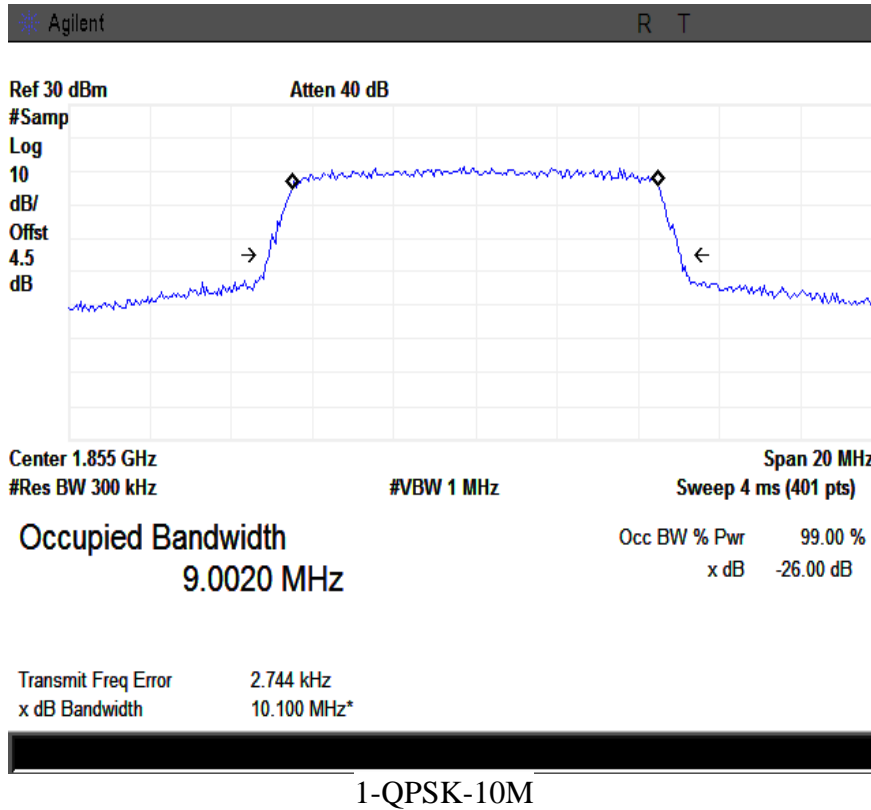 Agilent R T
Ref 30 dBm Atten 40 dB
#Samp
Log
10
dB/
Offst
4.5
dB
Center 1.855 GHz Span 20 MHz
#Res BW 300 kHz #VBW 1 MHz Sweep 4 ms (401 pts)
Occupied Bandwidth Occ BW % Pwr 99.00 %
9.0020 MHz x dB -26.00 dB
Transmit Freq Error 2.744 kHz
x dB Bandwidth 10.100 MHz*
1-QPSK-10M